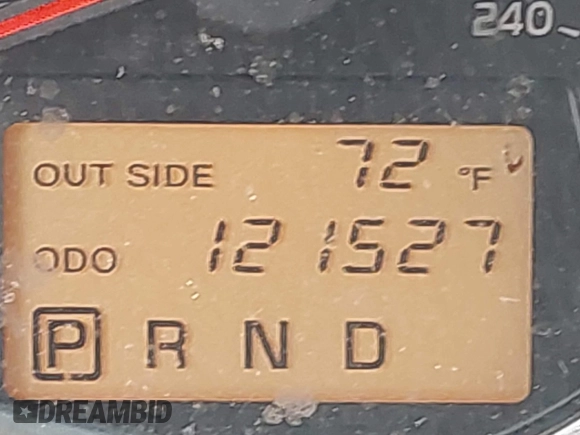 240
OUT SIDE 72 °F
ODO 121527
P R N D
DREAMBID